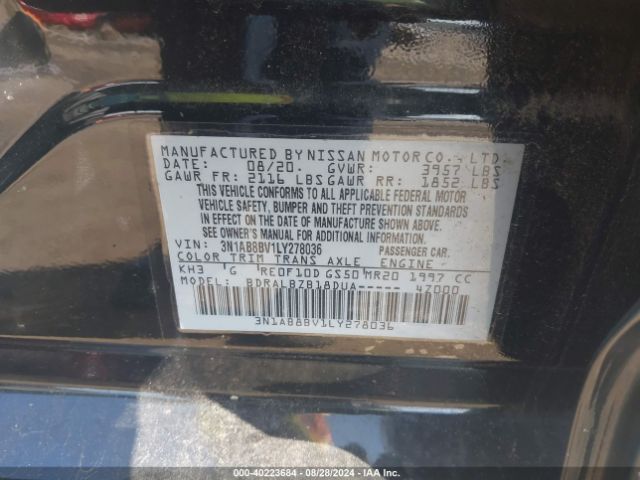 MANUFACTURED BY NISSAN MOTOR CO., LTD.
DATE: 08/20. GVWR: 3957 LBS
GAWR FR: 2116 LBS GAWR RR: 1852 LBS
THIS VEHICLE CONFORMS TO ALL APPLICABLE FEDERAL MOTOR
VEHICLE SAFETY, BUMPER AND THEFT PREVENTION STANDARDS
IN EFFECT ON THE DATE OF MANUFACTURE SHOWN ABOVE.
SEE OWNER'S MANUAL FOR ADDITIONAL INFORMATION.
VIN: 3N1AB8BV1LY278036 PASSENGER CAR.
COLOR TRIM TRANS AXLE ENGINE
KH3 G RE0F10D GS50 MR20 1997 CC
MODEL: BDRALBZB18DUA----- 4Z000
3N1AB8BV1LY278036
000-40223684 | 08/28/2024 - IAA.com